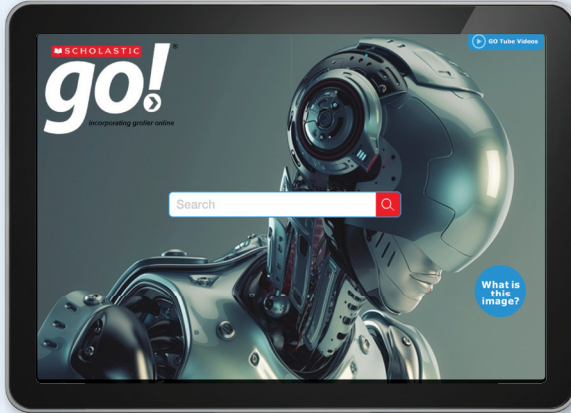 SCHOLASTIC
go!®
incorporating grolier online
GO Tube Videos
Search
What is
this
image?